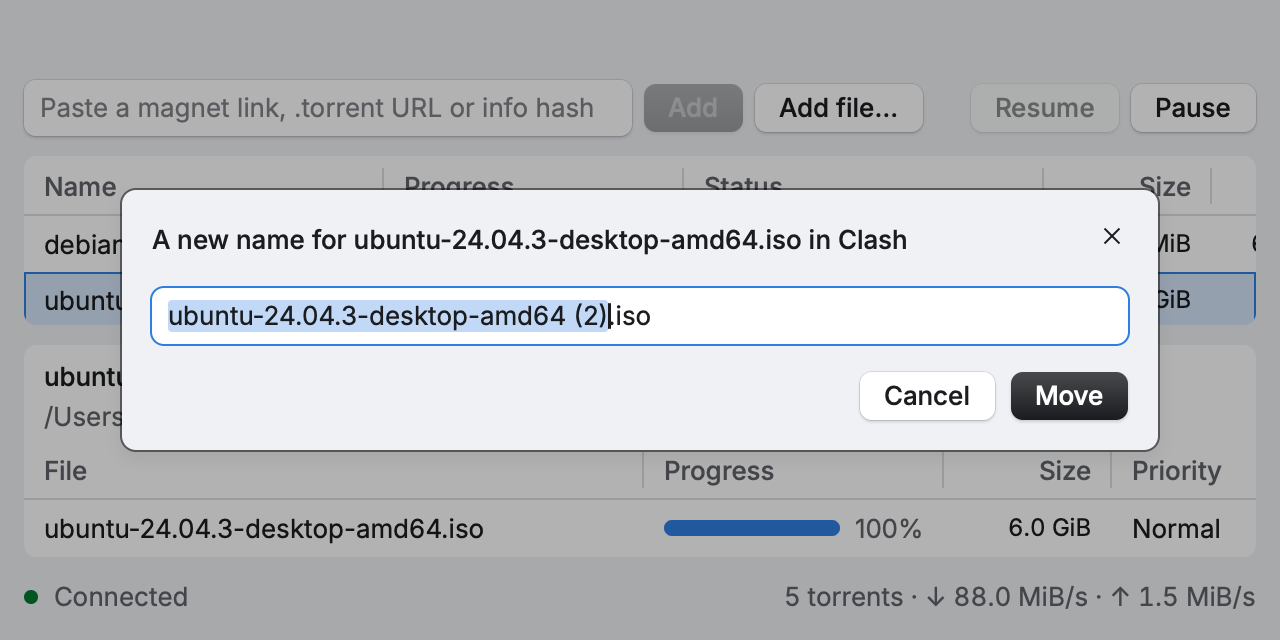 Paste a magnet link, .torrent URL or info hash Add Add file... Resume Pause
Name Progress Status Size
A new name for ubuntu-24.04.3-desktop-amd64.iso in Clash
ubuntu-24.04.3-desktop-amd64 (2).iso
Cancel Move
/Users
File Progress Size Priority
ubuntu-24.04.3-desktop-amd64.iso 100% 6.0 GiB Normal
Connected 5 torrents · ↓ 88.0 MiB/s · ↑ 1.5 MiB/s